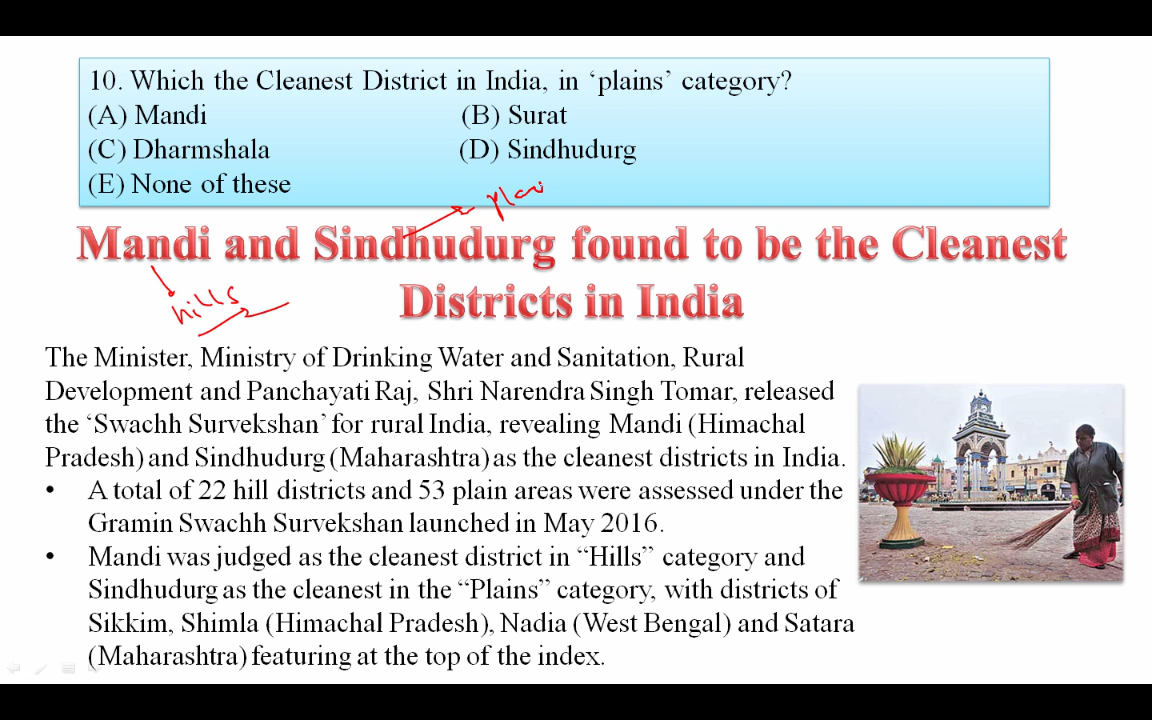 10. Which the Cleanest District in India, in ‘plains’ category?
(A) Mandi (B) Surat
(C) Dharmshala (D) Sindhudurg
(E) None of these
plai
Mandi and Sindhudurg found to be the Cleanest
Districts in India
hills
The Minister, Ministry of Drinking Water and Sanitation, Rural
Development and Panchayati Raj, Shri Narendra Singh Tomar, released
the ‘Swachh Survekshan’ for rural India, revealing Mandi (Himachal
Pradesh) and Sindhudurg (Maharashtra) as the cleanest districts in India.
• A total of 22 hill districts and 53 plain areas were assessed under the
Gramin Swachh Survekshan launched in May 2016.
• Mandi was judged as the cleanest district in “Hills” category and
Sindhudurg as the cleanest in the “Plains” category, with districts of
Sikkim, Shimla (Himachal Pradesh), Nadia (West Bengal) and Satara
(Maharashtra) featuring at the top of the index.